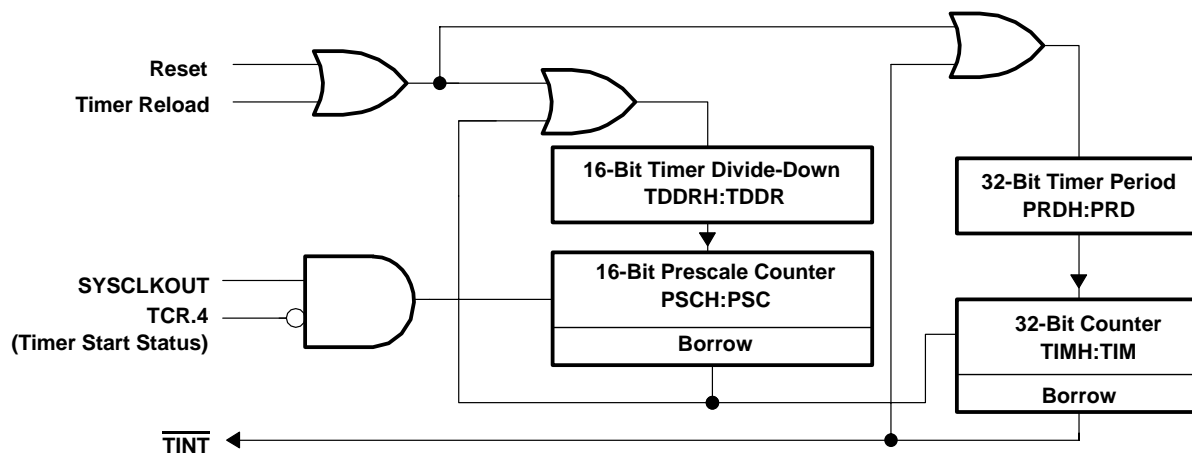 Reset
Timer Reload
16-Bit Timer Divide-Down
TDDRH:TDDR
32-Bit Timer Period
PRDH:PRD
SYSCLKOUT
TCR.4
(Timer Start Status)
16-Bit Prescale Counter
PSCH:PSC
Borrow
32-Bit Counter
TIMH:TIM
Borrow
TINT